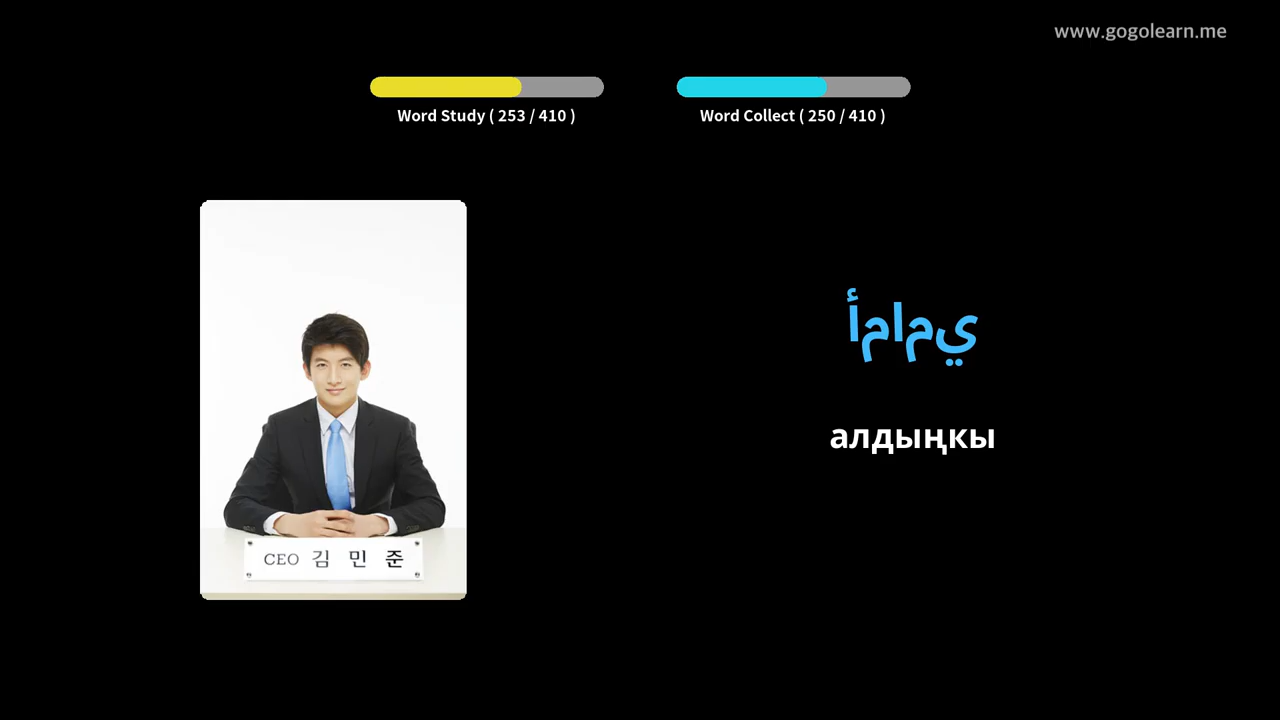 www.gogolearn.me
Word Study ( 253 / 410 )
Word Collect ( 250 / 410 )
أمامي
алдыңкы
CEO 김 민 준